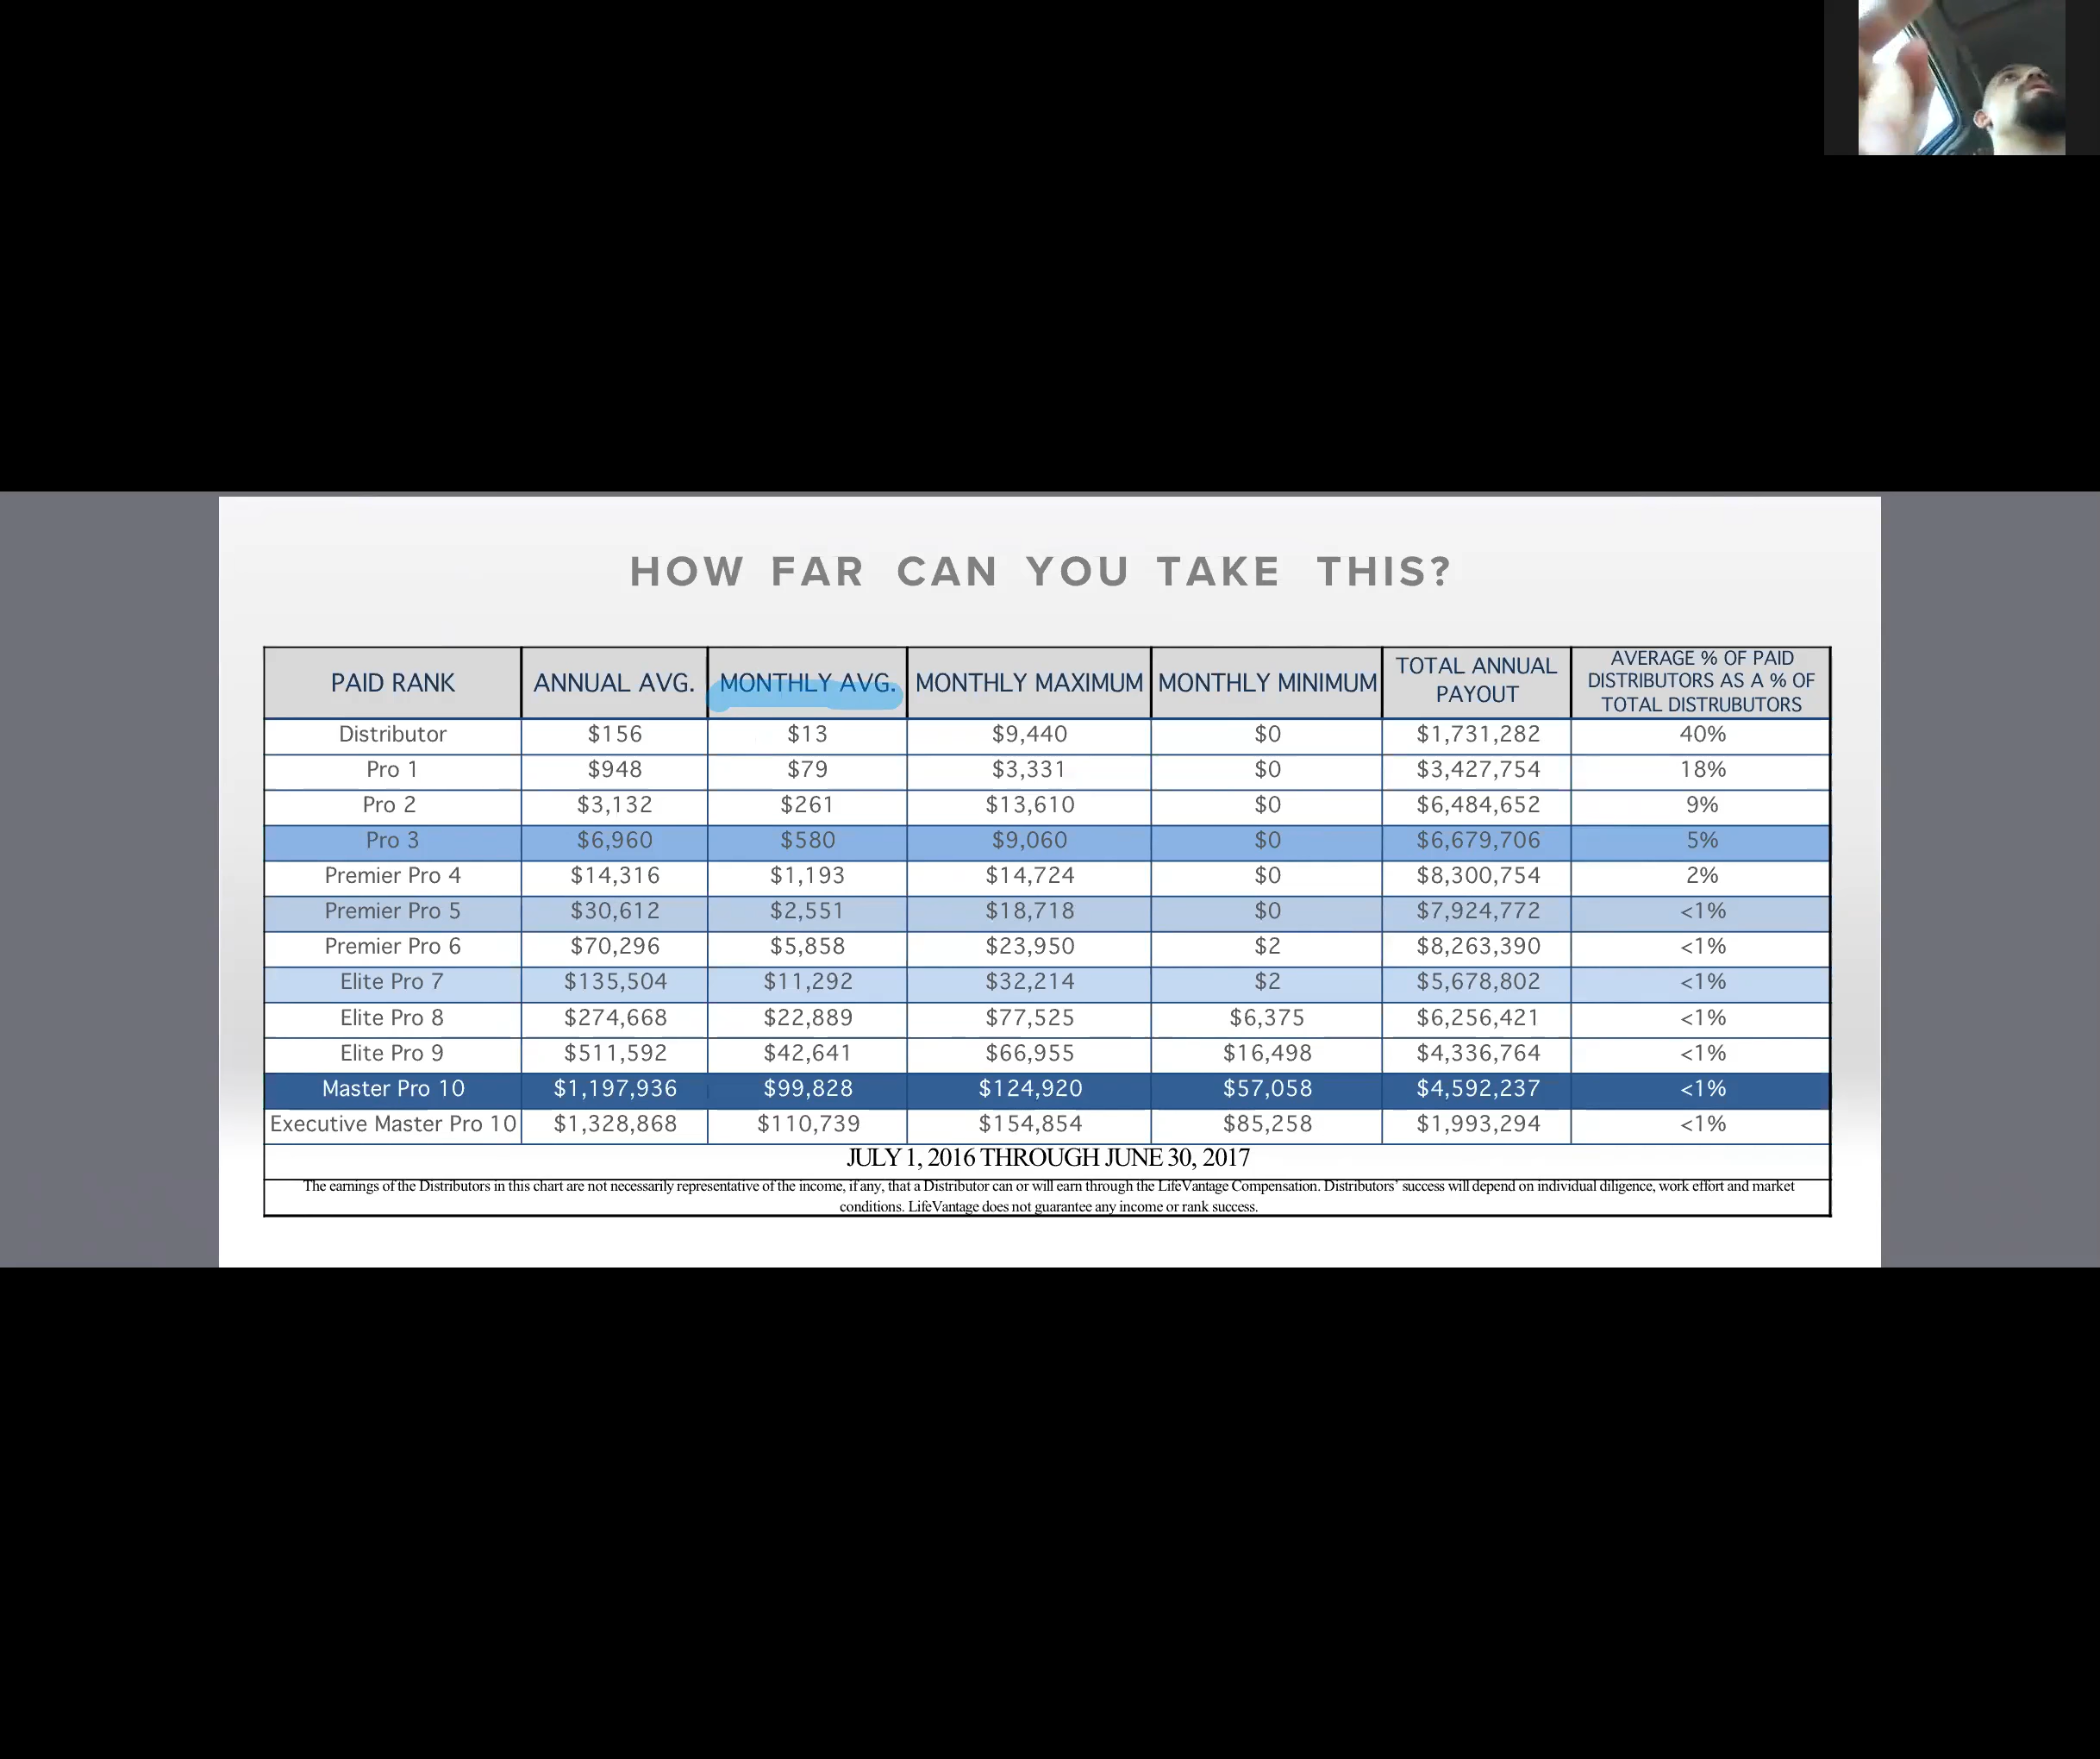 HOW FAR CAN YOU TAKE THIS?
PAID RANK ANNUAL AVG. MONTHLY AVG. MONTHLY MAXIMUM MONTHLY MINIMUM TOTAL ANNUAL PAYOUT AVERAGE % OF PAID DISTRIBUTORS AS A % OF TOTAL DISTRUBUTORS
Distributor $156 $13 $9,440 $0 $1,731,282 40%
Pro 1 $948 $79 $3,331 $0 $3,427,754 18%
Pro 2 $3,132 $261 $13,610 $0 $6,484,652 9%
Pro 3 $6,960 $580 $9,060 $0 $6,679,706 5%
Premier Pro 4 $14,316 $1,193 $14,724 $0 $8,300,754 2%
Premier Pro 5 $30,612 $2,551 $18,718 $0 $7,924,772 <1%
Premier Pro 6 $70,296 $5,858 $23,950 $2 $8,263,390 <1%
Elite Pro 7 $135,504 $11,292 $32,214 $2 $5,678,802 <1%
Elite Pro 8 $274,668 $22,889 $77,525 $6,375 $6,256,421 <1%
Elite Pro 9 $511,592 $42,641 $66,955 $16,498 $4,336,764 <1%
Master Pro 10 $1,197,936 $99,828 $124,920 $57,058 $4,592,237 <1%
Executive Master Pro 10 $1,328,868 $110,739 $154,854 $85,258 $1,993,294 <1%
JULY 1, 2016 THROUGH JUNE 30, 2017
The earnings of the Distributors in this chart are not necessarily representative of the income, if any, that a Distributor can or will earn through the LifeVantage Compensation. Distributors' success will depend on individual diligence, work effort and market
conditions. LifeVantage does not guarantee any income or rank success.